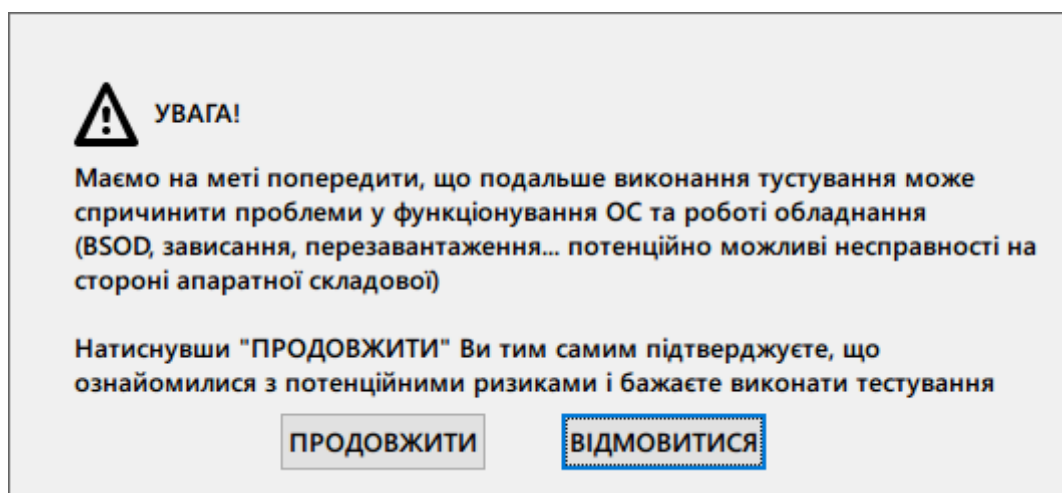 УВАГА!
Маємо на меті попередити, що подальше виконання тустування може
спричинити проблеми у функціонування ОС та роботі обладнання
(BSOD, зависання, перезавантаження... потенційно можливі несправності на
стороні апаратної складової)
Натиснувши "ПРОДОВЖИТИ" Ви тим самим підтверджуєте, що
ознайомилися з потенційними ризиками і бажаєте виконати тестування
ПРОДОВЖИТИ ВІДМОВИТИСЯ